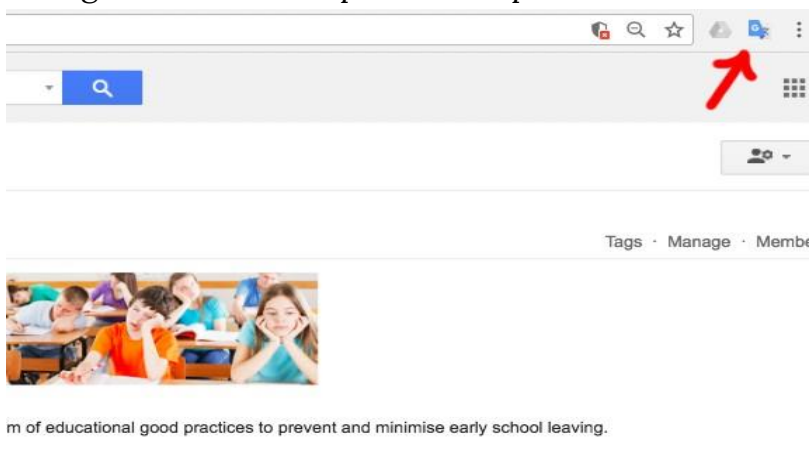 Tags · Manage · Membe
m of educational good practices to prevent and minimise early school leaving.